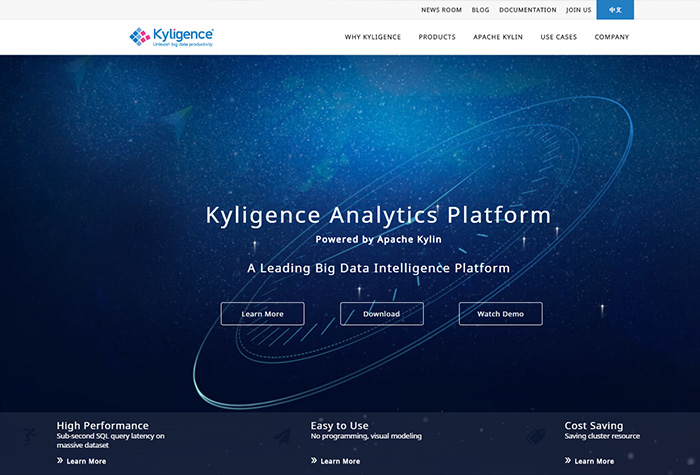 NEWS ROOM BLOG DOCUMENTATION JOIN US 中文
Kyligence®
Unleash big data productivity
WHY KYLIGENCE PRODUCTS APACHE KYLIN USE CASES COMPANY
Kyligence Analytics Platform
Powered by Apache Kylin
A Leading Big Data Intelligence Platform
Learn More Download Watch Demo
High Performance
Sub-second SQL query latency on
massive dataset
» Learn More
Easy to Use
No programming, visual modeling
» Learn More
Cost Saving
Saving cluster resource
» Learn More